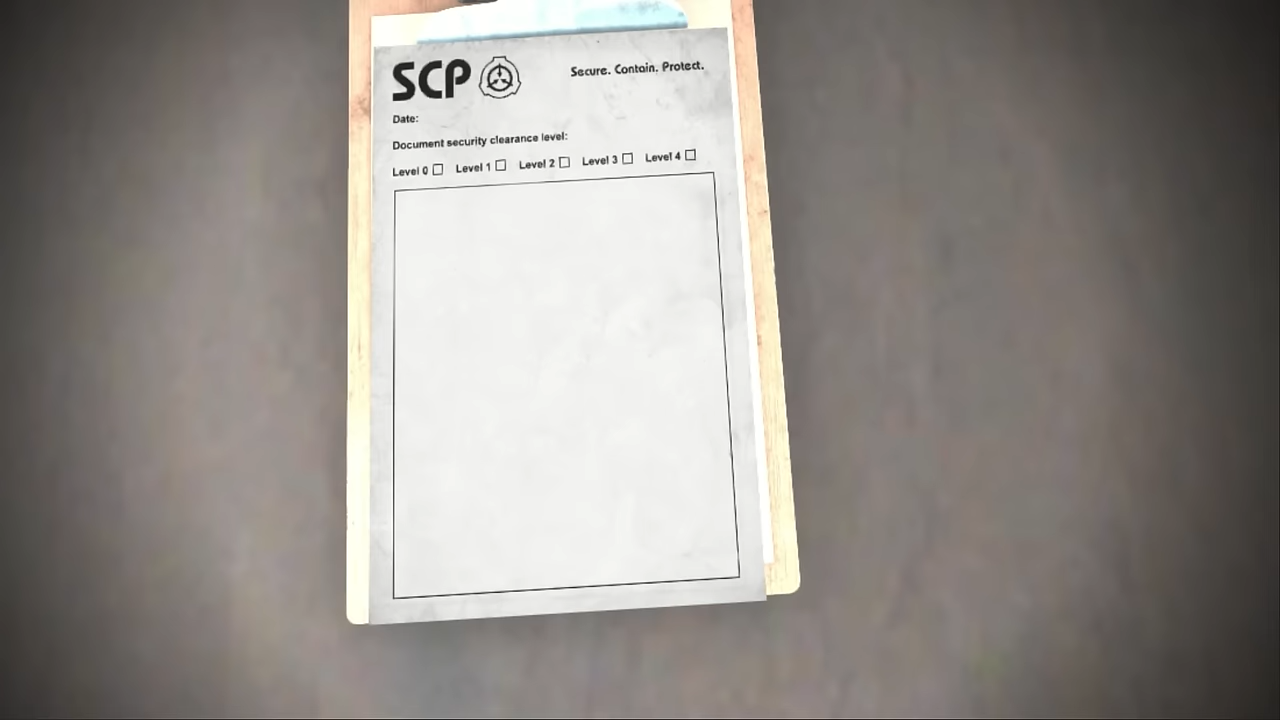 SCP Secure. Contain. Protect.
Date:
Document security clearance level:
Level 0 Level 1 Level 2 Level 3 Level 4